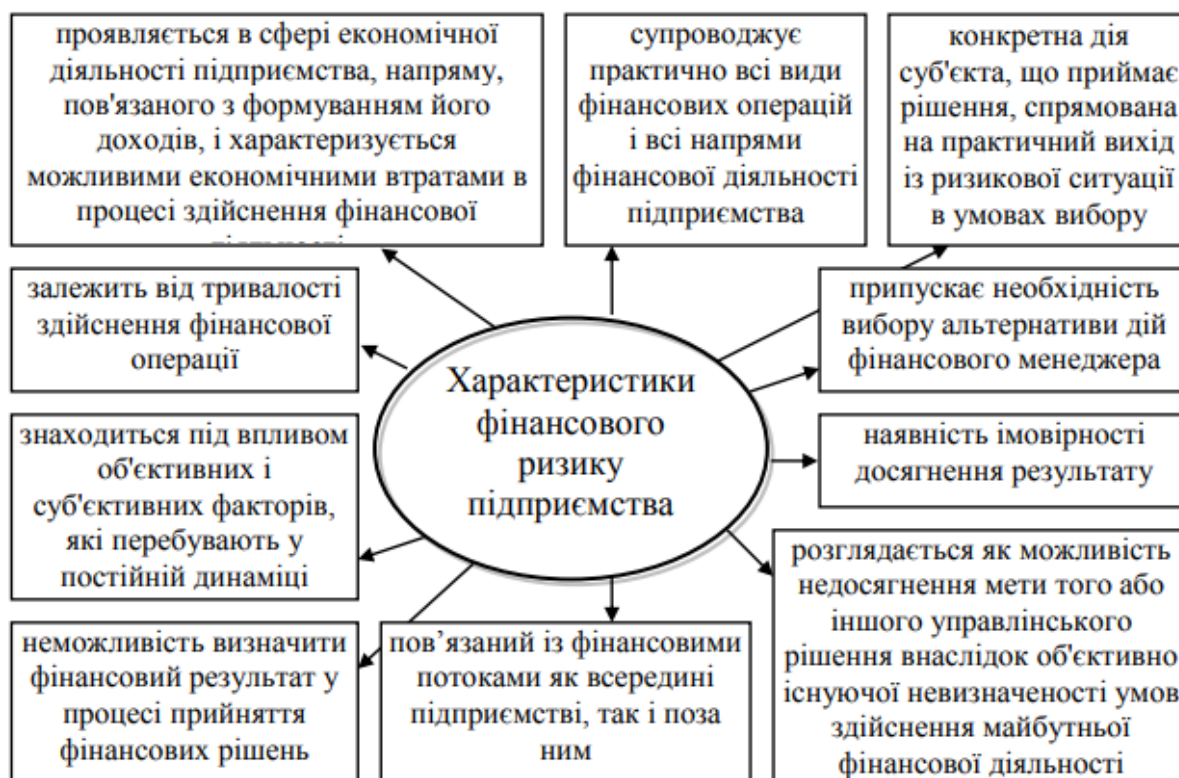 проявляється в сфері економічної
діяльності підприємства, напряму,
пов'язаного з формуванням його
доходів, і характеризується
можливими економічними втратами в
процесі здійснення фінансової
супроводжує
практично всі види
фінансових операцій
і всі напрями
фінансової діяльності
підприємства
конкретна дія
суб'єкта, що приймає
рішення, спрямована
на практичний вихід
із ризикової ситуації
в умовах вибору
залежить від тривалості
здійснення фінансової
операції
припускає необхідність
вибору альтернативи дій
фінансового менеджера
Характеристики
фінансового
ризику
підприємства
знаходиться під впливом
об'єктивних і
суб'єктивних факторів,
які перебувають у
постійній динаміці
наявність імовірності
досягнення результату
неможливість визначити
фінансовий результат у
процесі прийняття
фінансових рішень
пов’язаний із фінансовими
потоками як всередині
підприємстві, так і поза
ним
розглядається як можливість
недосягнення мети того або
іншого управлінського
рішення внаслідок об'єктивно
існуючої невизначеності умов
здійснення майбутньої
фінансової діяльності